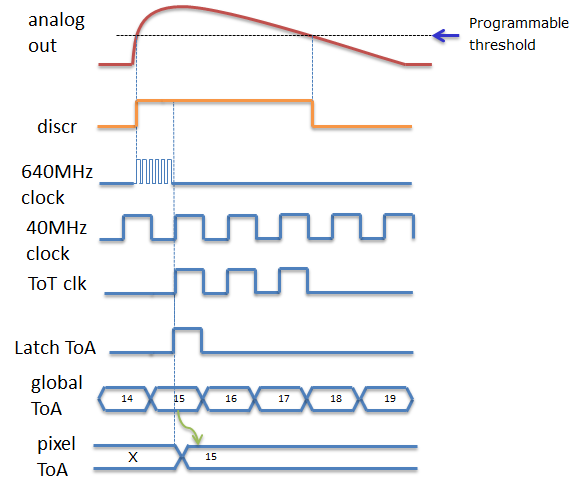 analog
out
Programmable
threshold
discr
640MHz
clock
40MHz
clock
ToT clk
Latch ToA
global
ToA
14 15 16 17 18 19
pixel
ToA
X 15